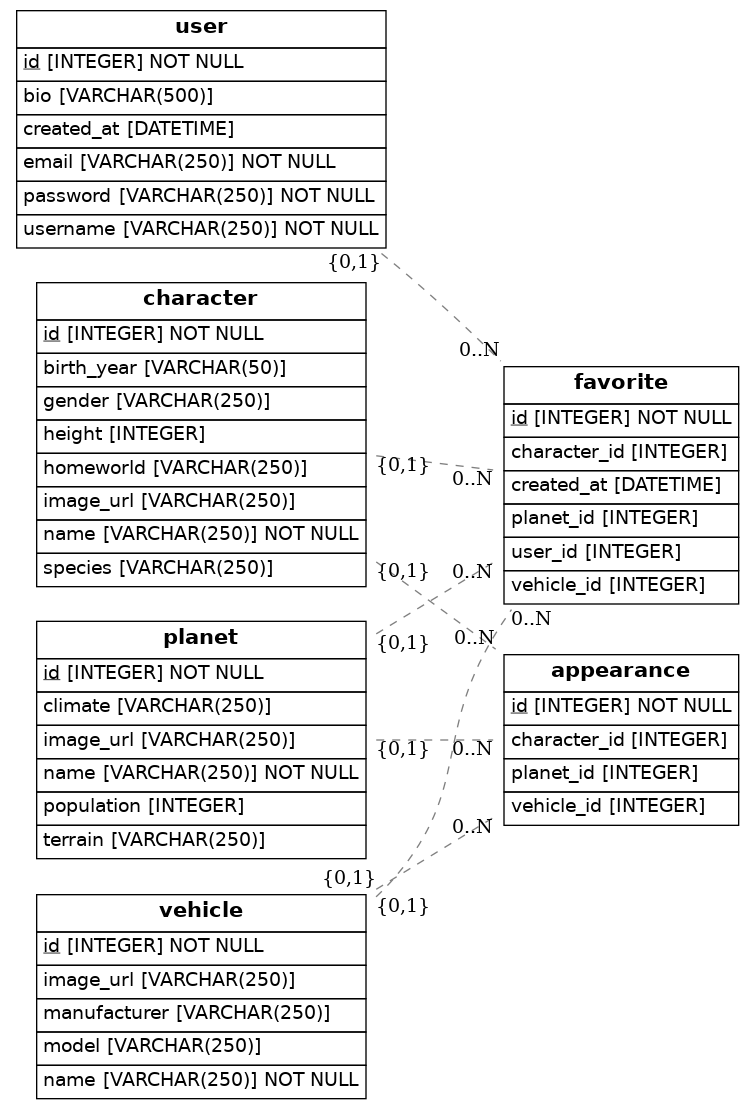 user
id [INTEGER] NOT NULL
bio [VARCHAR(500)]
created_at [DATETIME]
email [VARCHAR(250)] NOT NULL
password [VARCHAR(250)] NOT NULL
username [VARCHAR(250)] NOT NULL
{0,1}
0..N
character
id [INTEGER] NOT NULL
birth_year [VARCHAR(50)]
gender [VARCHAR(250)]
height [INTEGER]
homeworld [VARCHAR(250)]
image_url [VARCHAR(250)]
name [VARCHAR(250)] NOT NULL
species [VARCHAR(250)]
{0,1}
0..N
{0,1}
0..N
favorite
id [INTEGER] NOT NULL
character_id [INTEGER]
created_at [DATETIME]
planet_id [INTEGER]
user_id [INTEGER]
vehicle_id [INTEGER]
0..N
planet
id [INTEGER] NOT NULL
climate [VARCHAR(250)]
image_url [VARCHAR(250)]
name [VARCHAR(250)] NOT NULL
population [INTEGER]
terrain [VARCHAR(250)]
{0,1}
0..N
{0,1}
0..N
appearance
id [INTEGER] NOT NULL
character_id [INTEGER]
planet_id [INTEGER]
vehicle_id [INTEGER]
0..N
{0,1}
{0,1}
vehicle
id [INTEGER] NOT NULL
image_url [VARCHAR(250)]
manufacturer [VARCHAR(250)]
model [VARCHAR(250)]
name [VARCHAR(250)] NOT NULL